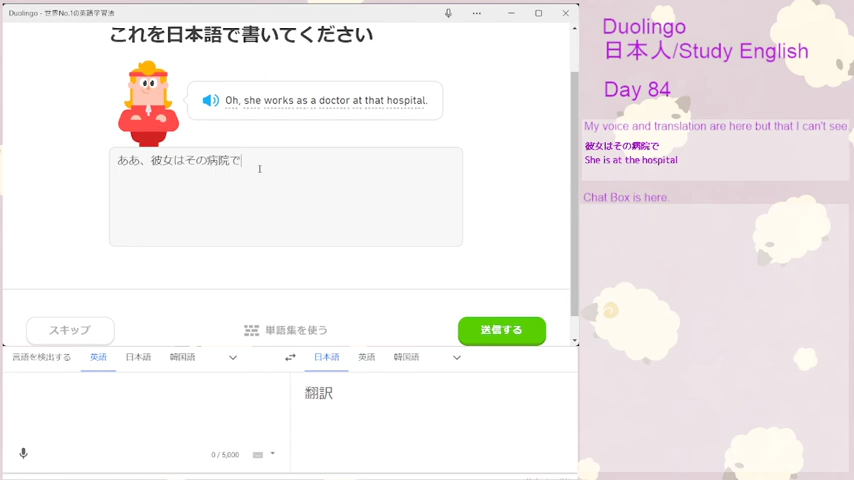 Duolingo - 世界No.1の英語学習法
これを日本語で書いてください
Oh, she works as a doctor at that hospital.
ああ、彼女はその病院で
スキップ
単語集を使う
送信する
言語を検出する 英語 日本語 韓国語
日本語 英語 韓国語
翻訳
0 / 5,000
Duolingo
日本人/Study English
Day 84
My voice and translation are here but that I can't see.
彼女はその病院で
She is at the hospital
Chat Box is here.